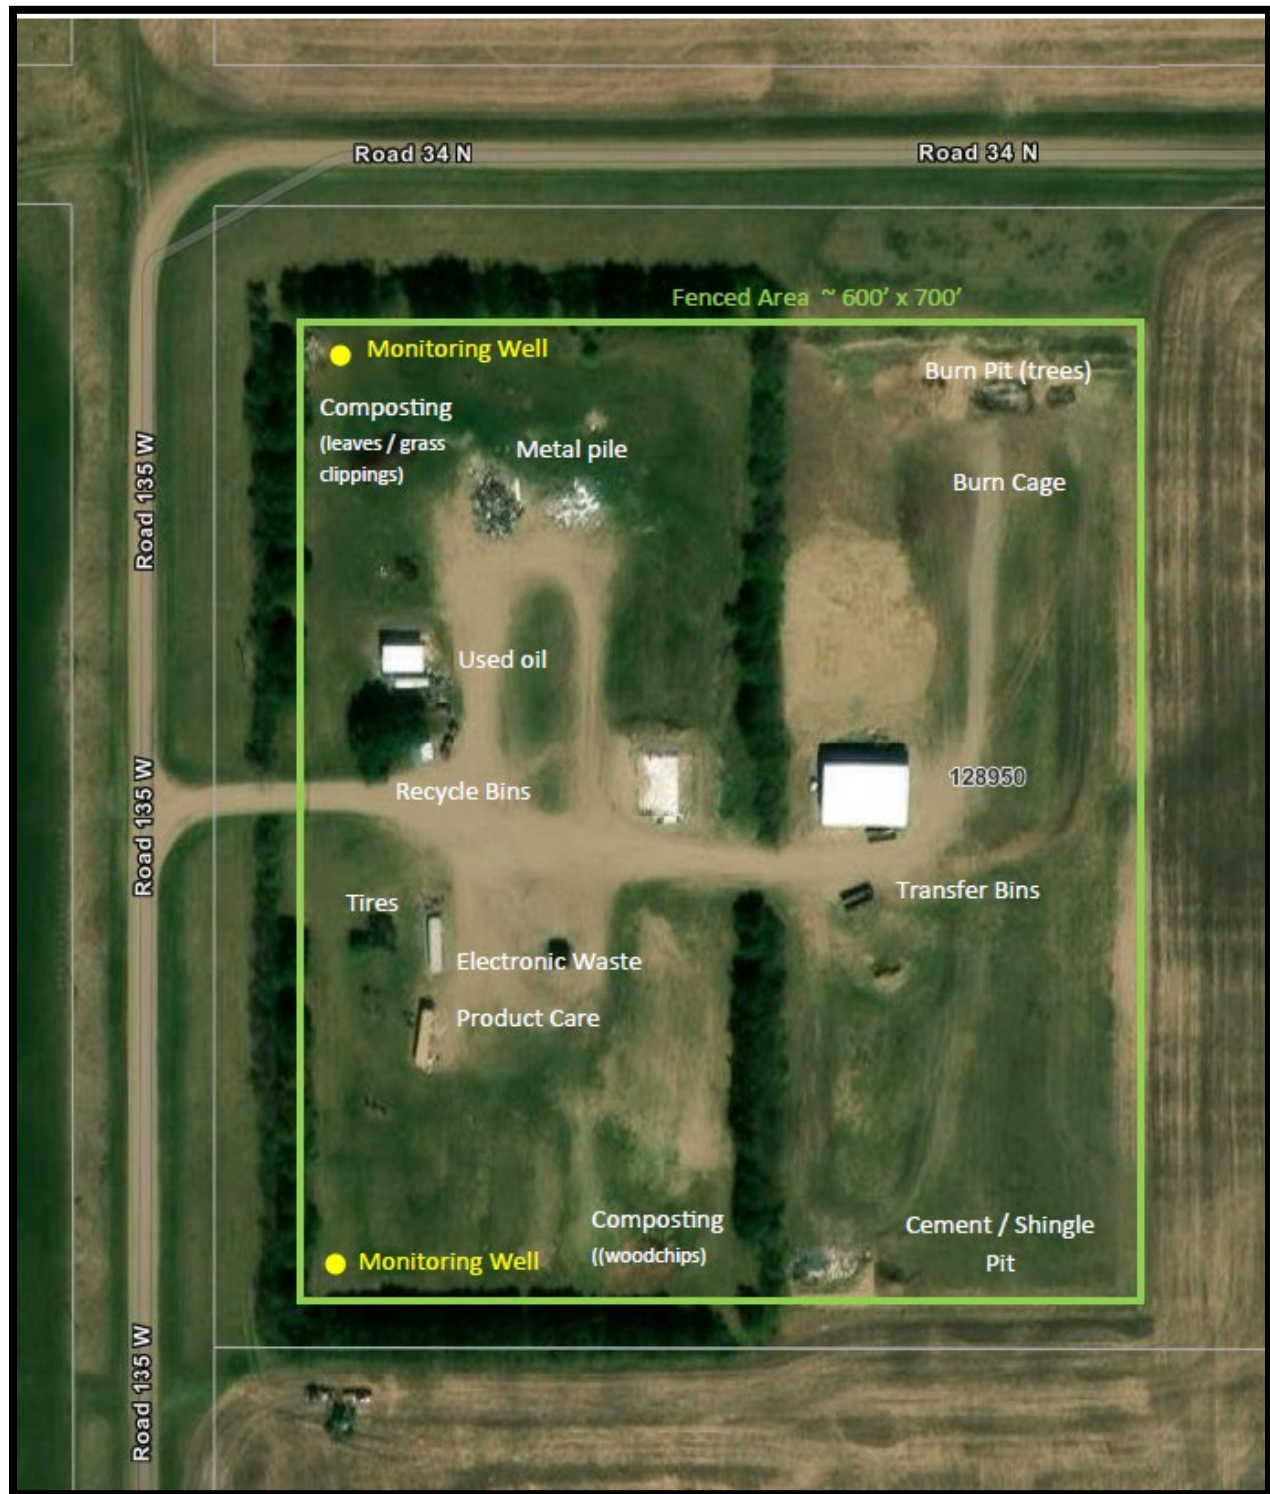 Road 34 N
Road 34 N
Fenced Area ~ 600' x 700'
Monitoring Well
Burn Pit (trees)
Composting
(leaves / grass
clippings)
Metal pile
Burn Cage
Road 135 W
Used oil
Recycle Bins
128950
Road 135 W
Tires
Transfer Bins
Electronic Waste
Product Care
Composting
((woodchips)
Cement / Shingle
Pit
Monitoring Well
Road 135 W